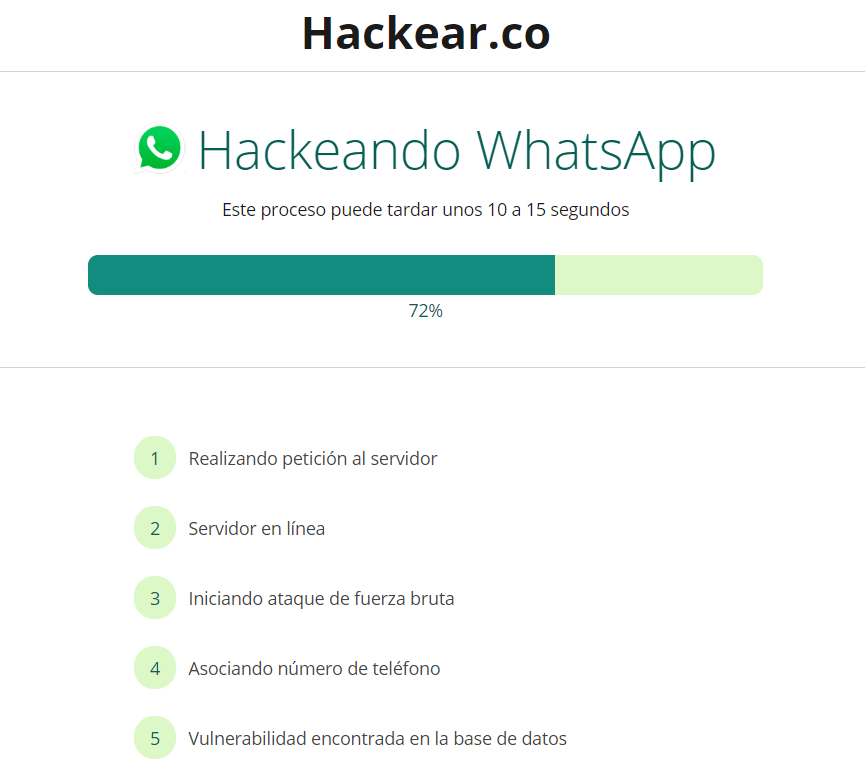 Hackear.co
Hackeando WhatsApp
Este proceso puede tardar unos 10 a 15 segundos
72%
1 Realizando petición al servidor
2 Servidor en línea
3 Iniciando ataque de fuerza bruta
4 Asociando número de teléfono
5 Vulnerabilidad encontrada en la base de datos